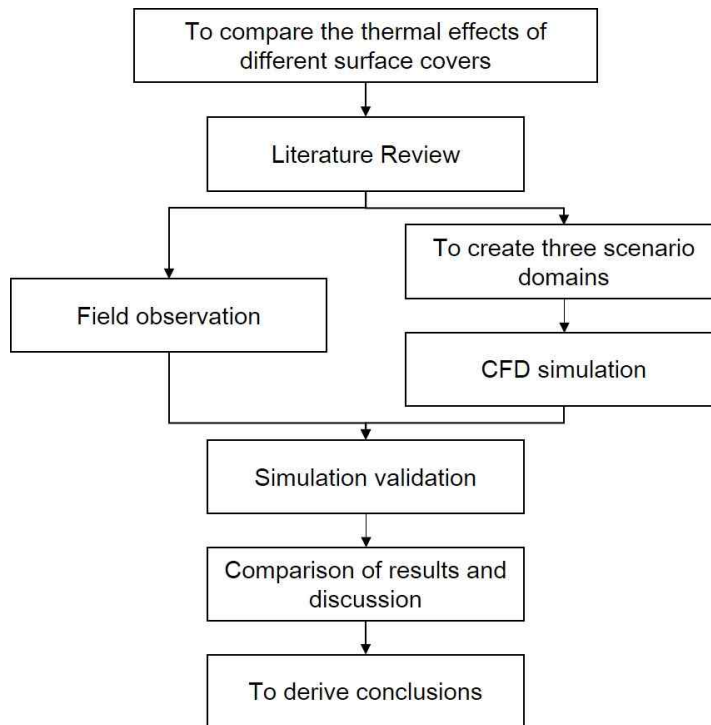 To compare the thermal effects of
different surface covers
Literature Review
To create three scenario
domains
Field observation
CFD simulation
Simulation validation
Comparison of results and
discussion
To derive conclusions